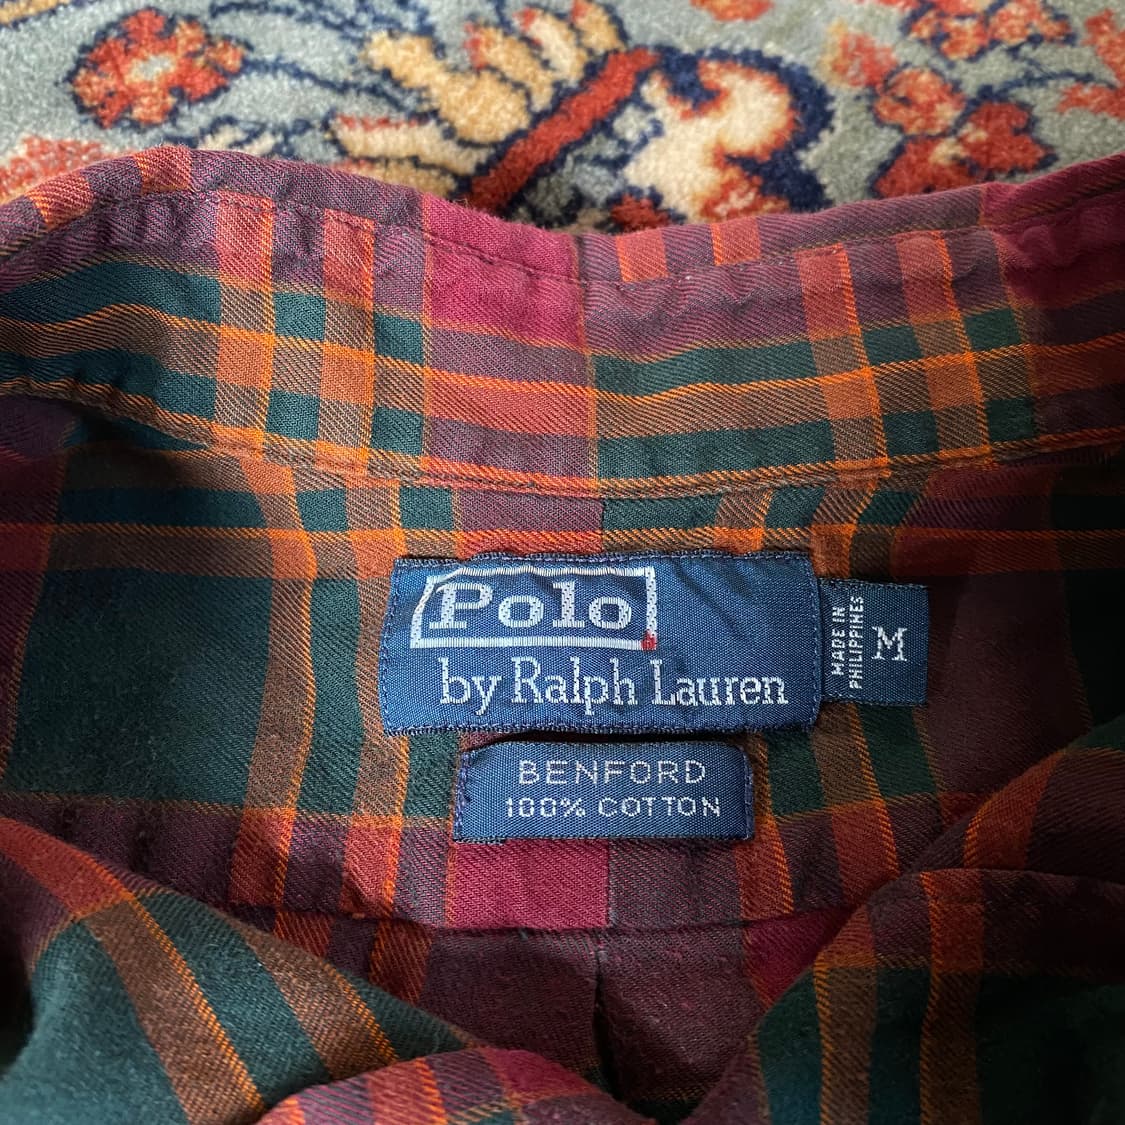 Polo
by Ralph Lauren
MADE IN
PHILIPPINES
M
BENFORD
100% COTTON